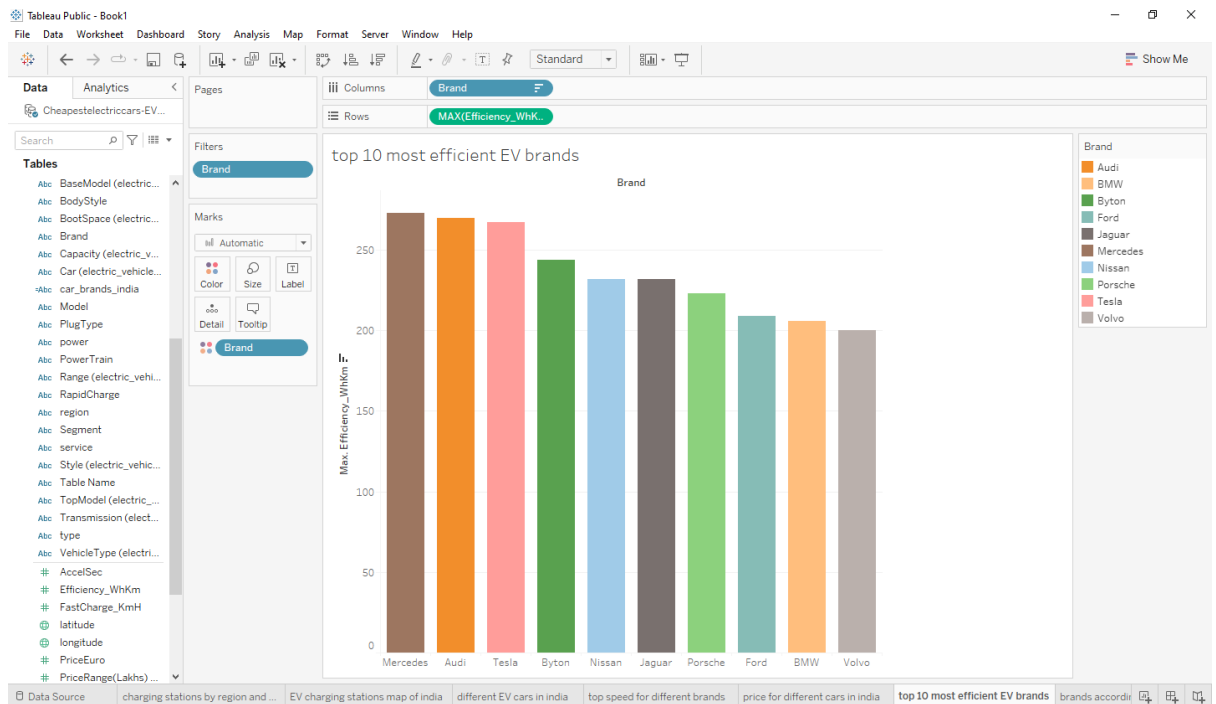 Tableau Public - Book1
File Data Worksheet Dashboard Story Analysis Map Format Server Window Help
Standard
Show Me
Data Analytics
Cheapestelectriccars-EV...
Search
Tables
Abc BaseModel (electric...
Abc BodyStyle
Abc BootSpace (electric...
Abc Brand
Abc Capacity (electric_v...
Abc Car (electric_vehicle...
=Abc car_brands_india
Abc Model
Abc PlugType
Abc power
Abc PowerTrain
Abc Range (electric_vehi...
Abc RapidCharge
Abc region
Abc Segment
Abc service
Abc Style (electric_vehic...
Abc Table Name
Abc TopModel (electric_...
Abc Transmission (elect...
Abc type
Abc VehicleType (electri...
# AccelSec
# Efficiency_WhKm
# FastCharge_KmH
latitude
longitude
# PriceEuro
# PriceRange(Lakhs) ...
Pages
Filters
Brand
Marks
Automatic
Color Size Label
Detail Tooltip
Brand
Columns Brand
Rows MAX(Efficiency_WhK..
top 10 most efficient EV brands
Brand
Max. Efficiency_WhKm
250
200
150
100
50
0
Mercedes Audi Tesla Byton Nissan Jaguar Porsche Ford BMW Volvo
Brand
Audi
BMW
Byton
Ford
Jaguar
Mercedes
Nissan
Porsche
Tesla
Volvo
Data Source charging stations by region and ... EV charging stations map of india different EV cars in india top speed for different brands price for different cars in india top 10 most efficient EV brands brands accordin